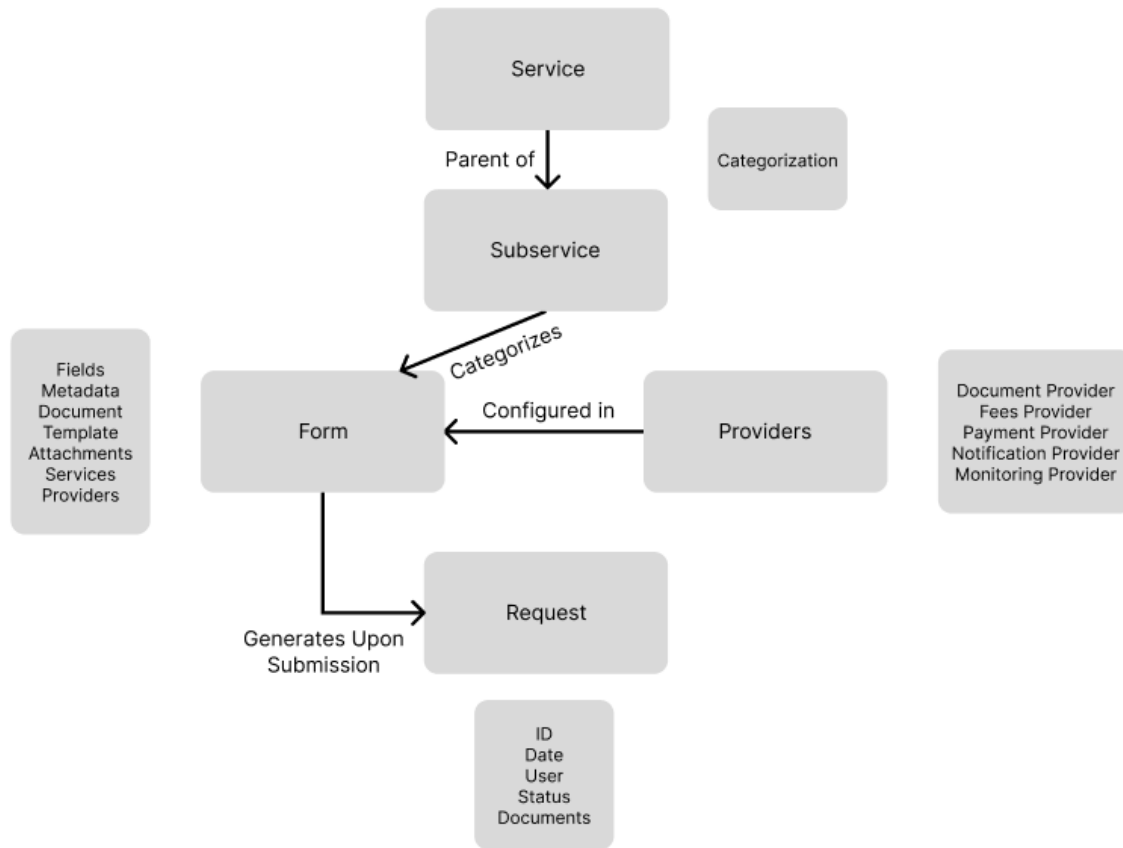 Service
Parent of
Categorization
Subservice
Categorizes
Fields
Metadata
Document
Template
Attachments
Services
Providers
Form
Configured in
Providers
Document Provider
Fees Provider
Payment Provider
Notification Provider
Monitoring Provider
Request
Generates Upon
Submission
ID
Date
User
Status
Documents